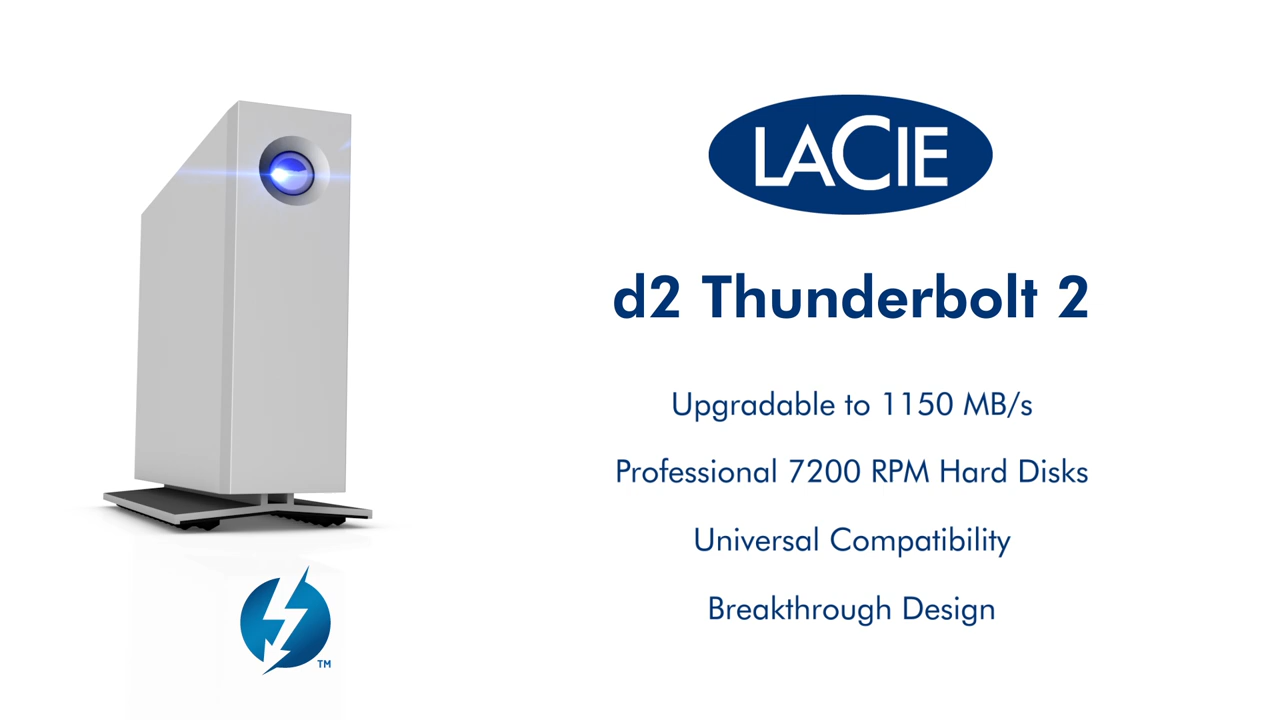 LACIE
d2 Thunderbolt 2
Upgradable to 1150 MB/s
Professional 7200 RPM Hard Disks
Universal Compatibility
Breakthrough Design
TM